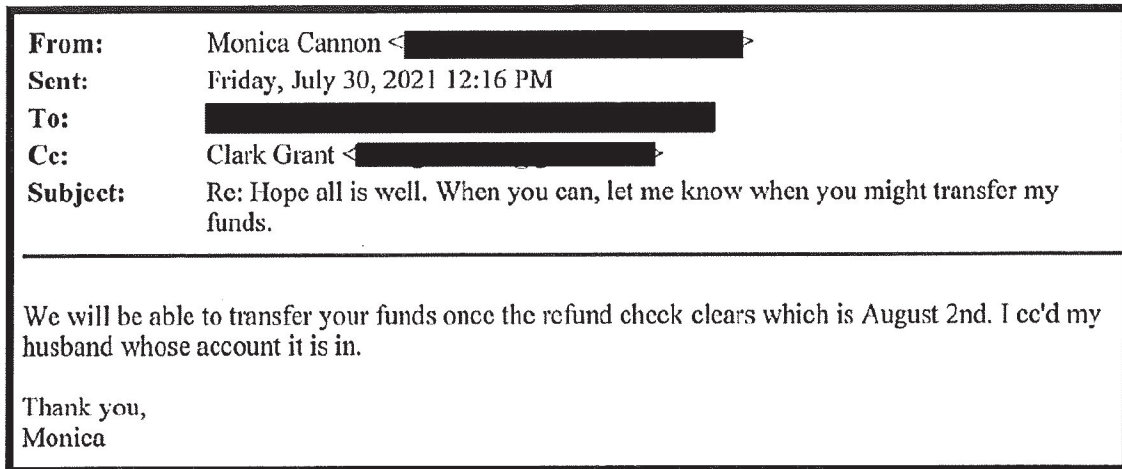 From: Monica Cannon < >
Sent: Friday, July 30, 2021 12:16 PM
To:
Cc: Clark Grant < >
Subject: Re: Hope all is well. When you can, let me know when you might transfer my
funds.
We will be able to transfer your funds once the refund check clears which is August 2nd. I cc'd my
husband whose account it is in.
Thank you,
Monica